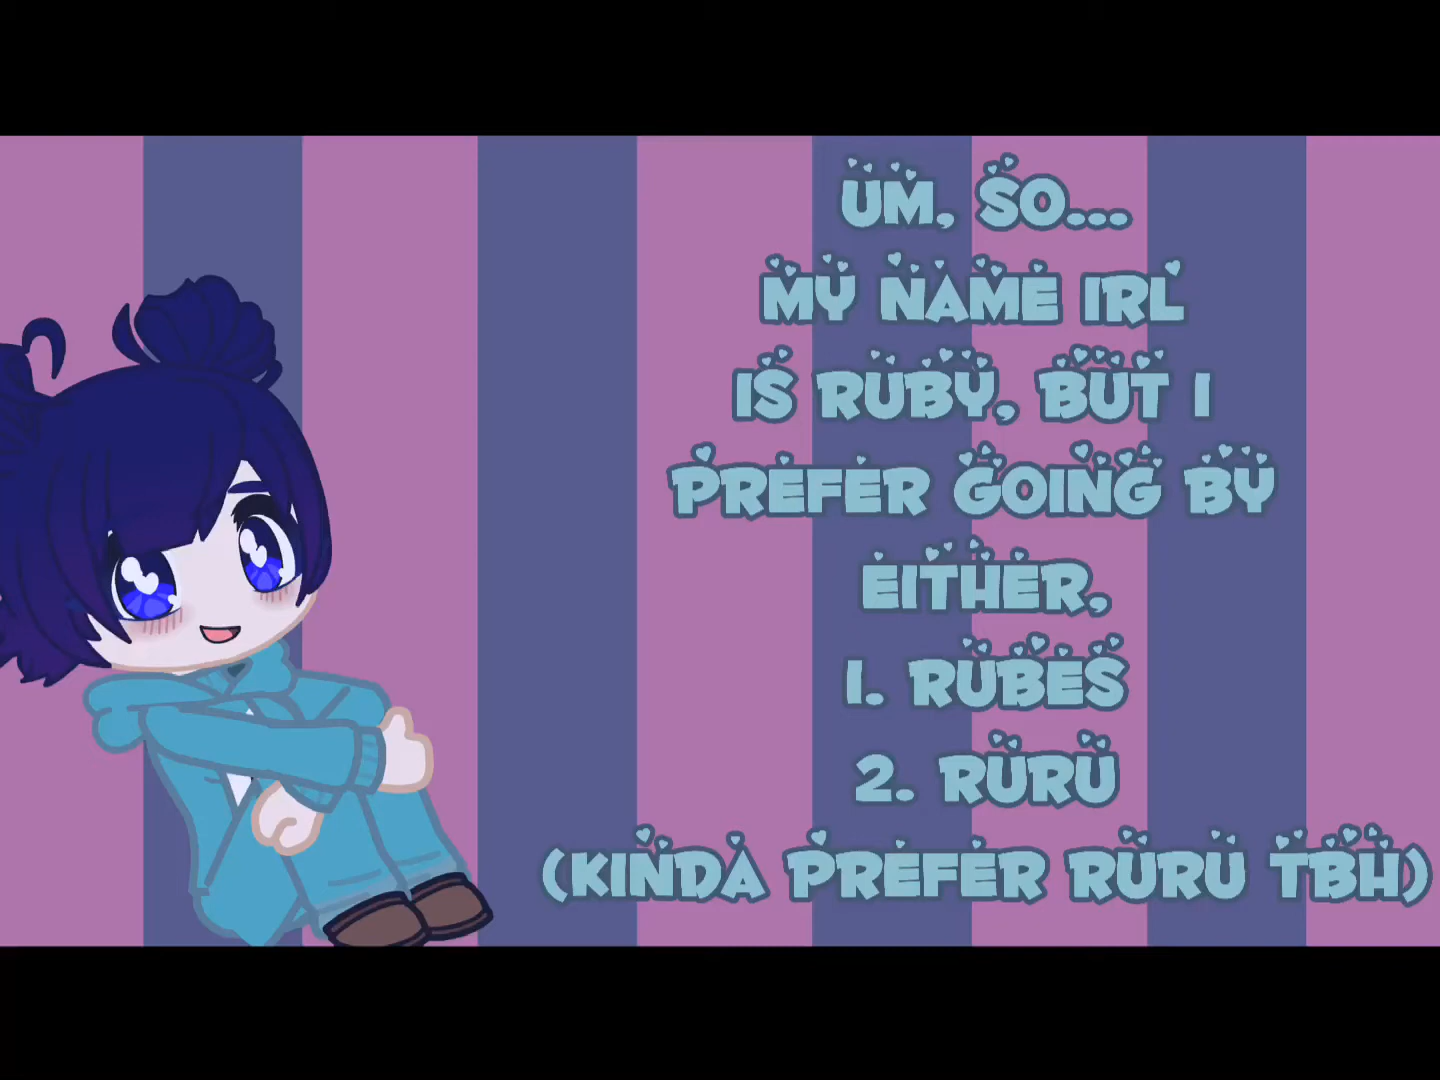 UM, SO...
MY NAME IRL
IS RUBY, BUT I
PREFER GOING BY
EITHER,
1. RUBES
2. RURU
(KINDA PREFER RURU TBH)